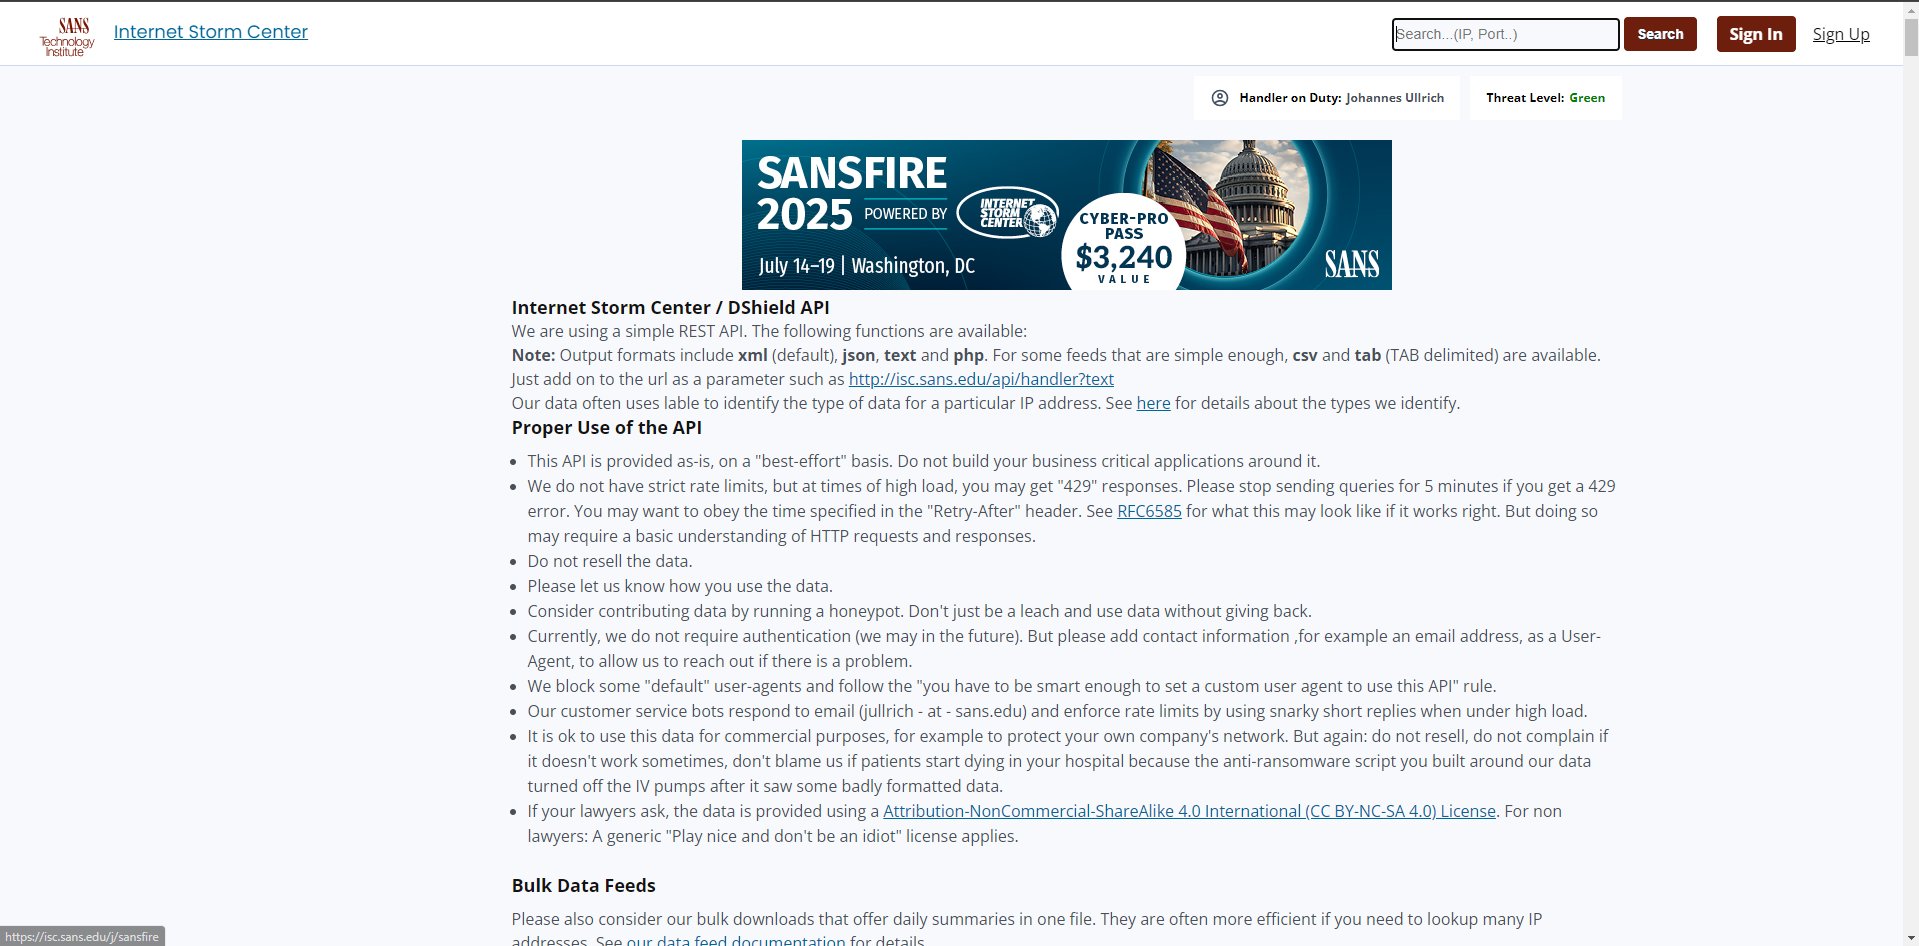 SANS
Technology
Institute
Internet Storm Center
Search...(IP, Port..)
Search
Sign In
Sign Up
Handler on Duty: Johannes Ullrich
Threat Level: Green
SANSFIRE
2025 POWERED BY
INTERNET
STORM
CENTER
July 14–19 | Washington, DC
CYBER-PRO
PASS
$3,240
VALUE
SANS
Internet Storm Center / DShield API
We are using a simple REST API. The following functions are available:
Note: Output formats include xml (default), json, text and php. For some feeds that are simple enough, csv and tab (TAB delimited) are available.
Just add on to the url as a parameter such as http://isc.sans.edu/api/handler?text
Our data often uses lable to identify the type of data for a particular IP address. See here for details about the types we identify.
Proper Use of the API
• This API is provided as-is, on a "best-effort" basis. Do not build your business critical applications around it.
• We do not have strict rate limits, but at times of high load, you may get "429" responses. Please stop sending queries for 5 minutes if you get a 429
error. You may want to obey the time specified in the "Retry-After" header. See RFC6585 for what this may look like if it works right. But doing so
may require a basic understanding of HTTP requests and responses.
• Do not resell the data.
• Please let us know how you use the data.
• Consider contributing data by running a honeypot. Don't just be a leach and use data without giving back.
• Currently, we do not require authentication (we may in the future). But please add contact information ,for example an email address, as a User-
Agent, to allow us to reach out if there is a problem.
• We block some "default" user-agents and follow the "you have to be smart enough to set a custom user agent to use this API" rule.
• Our customer service bots respond to email (jullrich - at - sans.edu) and enforce rate limits by using snarky short replies when under high load.
• It is ok to use this data for commercial purposes, for example to protect your own company's network. But again: do not resell, do not complain if
it doesn't work sometimes, don't blame us if patients start dying in your hospital because the anti-ransomware script you built around our data
turned off the IV pumps after it saw some badly formatted data.
• If your lawyers ask, the data is provided using a Attribution-NonCommercial-ShareAlike 4.0 International (CC BY-NC-SA 4.0) License. For non
lawyers: A generic "Play nice and don't be an idiot" license applies.
Bulk Data Feeds
Please also consider our bulk downloads that offer daily summaries in one file. They are often more efficient if you need to lookup many IP
addresses. See our data feed documentation for details.
https://isc.sans.edu/j/sansfire